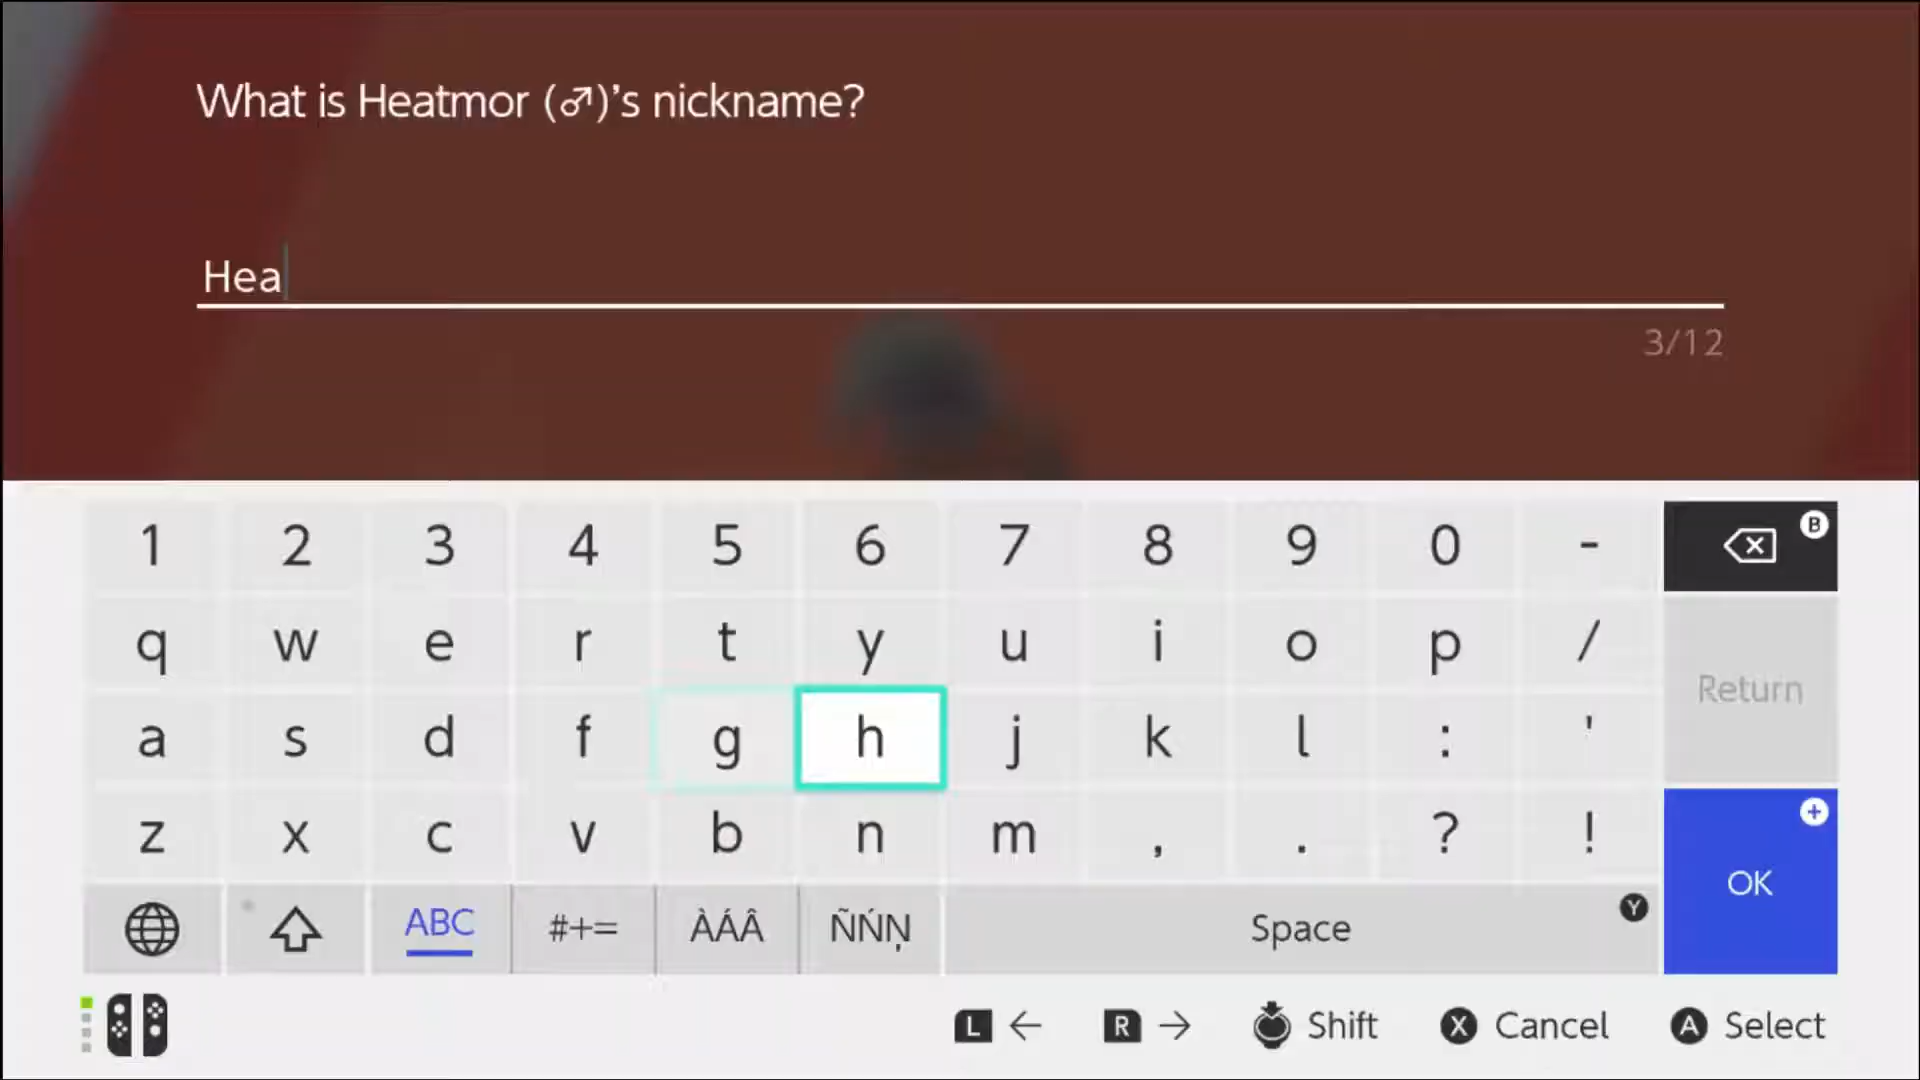 What is Heatmor (♂)'s nickname?
Hea
3/12
1 2 3 4 5 6 7 8 9 0 - B
q w e r t y u i o p /
Return
a s d f g h j k l : '
z x c v b n m , . ? ! +
OK
ABC #+= ÀÁÂ ÑŃŅ Space Y
L ← R → Shift X Cancel A Select